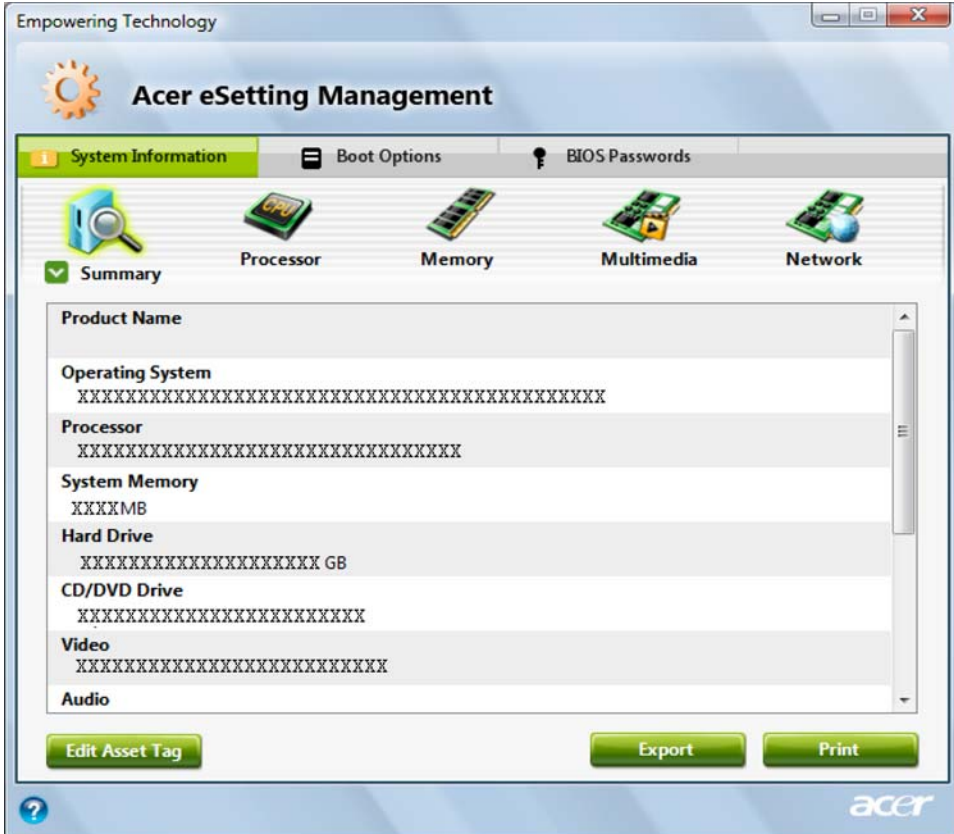 Empowering Technology
Acer eSetting Management
System Information
Boot Options
BIOS Passwords
CPU
Summary
Processor
Memory
Multimedia
Network
Product Name
Operating System
XXXXXXXXXXXXXXXXXXXXXXXXXXXXXXXXXXXXXXXXXXXX
Processor
XXXXXXXXXXXXXXXXXXXXXXXXXXXXXXXX
System Memory
XXXXMB
Hard Drive
XXXXXXXXXXXXXXXXXXXX GB
CD/DVD Drive
XXXXXXXXXXXXXXXXXXXXXXXX
Video
XXXXXXXXXXXXXXXXXXXXXXXXXX
Audio
Edit Asset Tag
Export
Print
?
acer